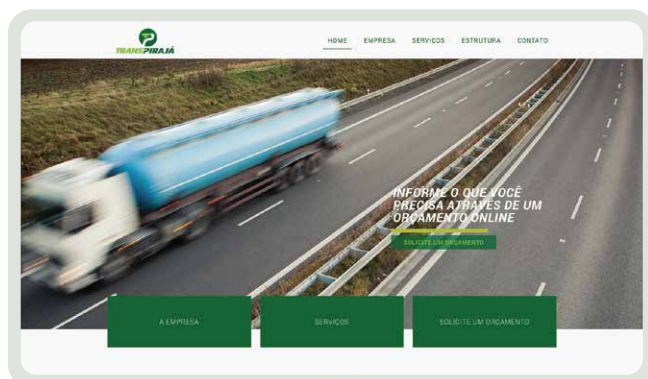 TRANSPIRAJÁ
HOME EMPRESA SERVIÇOS ESTRUTURA CONTATO
INFORME O QUE VOCÊ
PRECISA ATRAVÉS DE UM
ORÇAMENTO ONLINE
SOLICITE UM ORÇAMENTO
A EMPRESA SERVIÇOS SOLICITE UM ORÇAMENTO